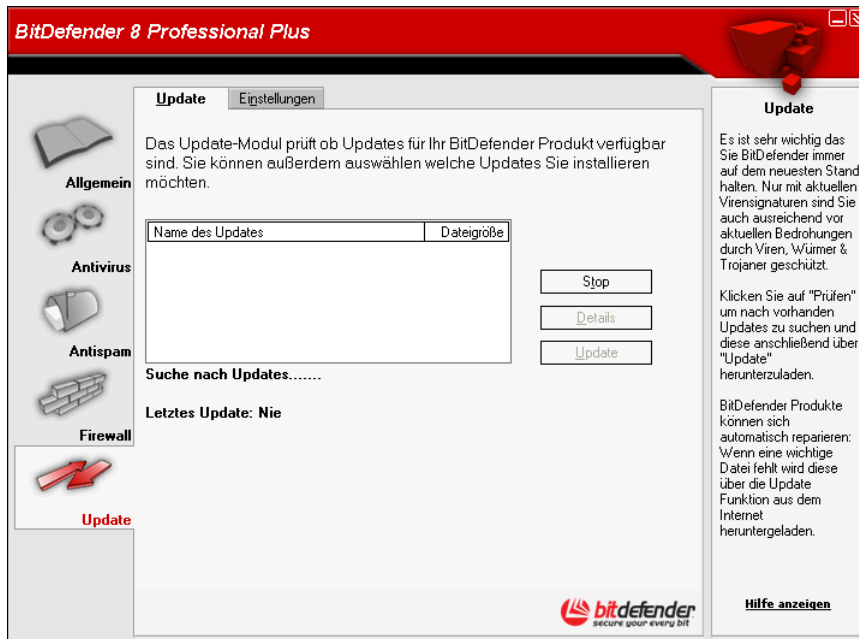 BitDefender 8 Professional Plus
Update
Einstellungen
Das Update-Modul prüft ob Updates für Ihr BitDefender Produkt verfügbar
sind. Sie können außerdem auswählen welche Updates Sie installieren
möchten.
Name des Updates
Dateigröße
Stop
Details
Update
Suche nach Updates.......
Letztes Update: Nie
Allgemein
Antivirus
Antispam
Firewall
Update
bitdefender
secure your every bit
Update
Es ist sehr wichtig das
Sie BitDefender immer
auf dem neuesten Stand
halten. Nur mit aktuellen
Virensignaturen sind Sie
auch ausreichend vor
aktuellen Bedrohungen
durch Viren, Würmer &
Trojaner geschützt.
Klicken Sie auf "Prüfen"
um nach vorhanden
Updates zu suchen und
diese anschließend über
"Update"
herunterzuladen.
BitDefender Produkte
können sich
automatisch reparieren:
Wenn eine wichtige
Datei fehlt wird diese
über die Update
Funktion aus dem
Internet
heruntergeladen.
Hilfe anzeigen